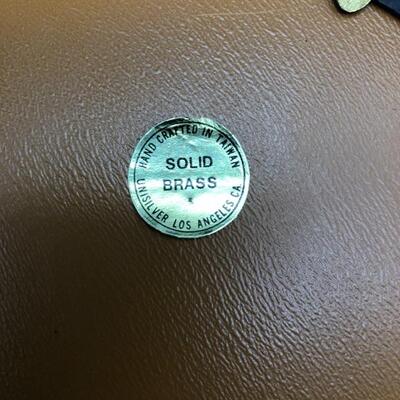 HAND CRAFTED IN TAIWAN
SOLID
BRASS
UNISILVER LOS ANGELES CA